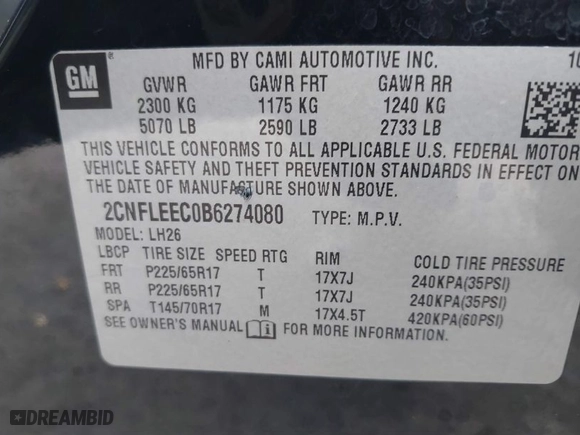 GM
MFD BY CAMI AUTOMOTIVE INC. 10
GVWR GAWR FRT GAWR RR
2300 KG 1175 KG 1240 KG
5070 LB 2590 LB 2733 LB
THIS VEHICLE CONFORMS TO ALL APPLICABLE U.S. FEDERAL MOTOR
VEHICLE SAFETY AND THEFT PREVENTION STANDARDS IN EFFECT ON
THE DATE OF MANUFACTURE SHOWN ABOVE.
2CNFLEEC0B6274080 TYPE: M.P.V.
MODEL: LH26
LBCP TIRE SIZE SPEED RTG RIM COLD TIRE PRESSURE
FRT P225/65R17 T 17X7J 240KPA(35PSI)
RR P225/65R17 T 17X7J 240KPA(35PSI)
SPA T145/70R17 M 17X4.5T 420KPA(60PSI)
SEE OWNER'S MANUAL FOR MORE INFORMATION.
DREAMBID